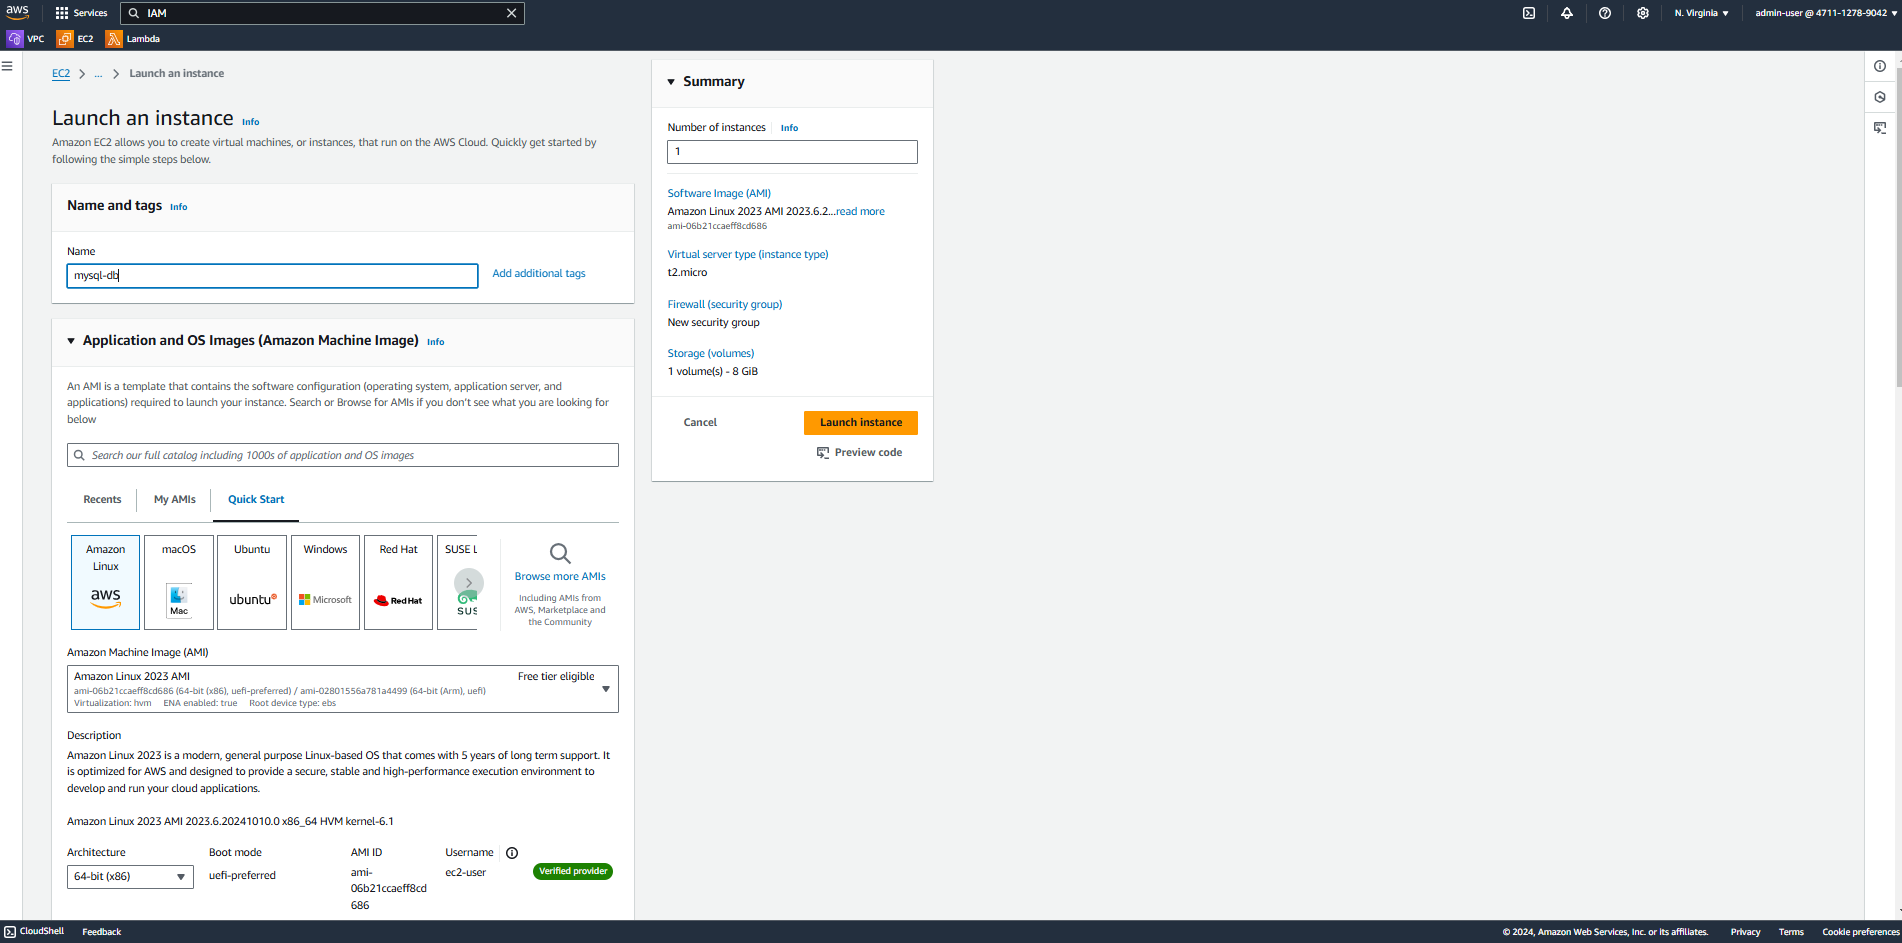 aws
Services
IAM
N. Virginia
admin-user @ 4711-1278-9042
VPC
EC2
Lambda
EC2
...
Launch an instance
Launch an instance Info
Amazon EC2 allows you to create virtual machines, or instances, that run on the AWS Cloud. Quickly get started by
following the simple steps below.
Name and tags Info
Name
mysql-db
Add additional tags
Application and OS Images (Amazon Machine Image) Info
An AMI is a template that contains the software configuration (operating system, application server, and
applications) required to launch your instance. Search or Browse for AMIs if you don't see what you are looking for
below
Search our full catalog including 1000s of application and OS images
Recents
My AMIs
Quick Start
Amazon
Linux
aws
macOS
Mac
Ubuntu
ubuntu
Windows
Microsoft
Red Hat
Red Hat
SUSE L
SUS
Browse more AMIs
Including AMIs from
AWS, Marketplace and
the Community
Amazon Machine Image (AMI)
Amazon Linux 2023 AMI
Free tier eligible
ami-06b21ccaeff8cd686 (64-bit (x86), uefi-preferred) / ami-02801556a781a4499 (64-bit (Arm), uefi)
Virtualization: hvm ENA enabled: true Root device type: ebs
Description
Amazon Linux 2023 is a modern, general purpose Linux-based OS that comes with 5 years of long term support. It
is optimized for AWS and designed to provide a secure, stable and high-performance execution environment to
develop and run your cloud applications.
Amazon Linux 2023 AMI 2023.6.20241010.0 x86_64 HVM kernel-6.1
Architecture
64-bit (x86)
Boot mode
uefi-preferred
AMI ID
ami-
06b21ccaeff8cd
686
Username
ec2-user
Verified provider
Summary
Number of instances Info
1
Software Image (AMI)
Amazon Linux 2023 AMI 2023.6.2...read more
ami-06b21ccaeff8cd686
Virtual server type (instance type)
t2.micro
Firewall (security group)
New security group
Storage (volumes)
1 volume(s) - 8 GiB
Cancel
Launch instance
Preview code
CloudShell
Feedback
© 2024, Amazon Web Services, Inc. or its affiliates.
Privacy
Terms
Cookie preferences